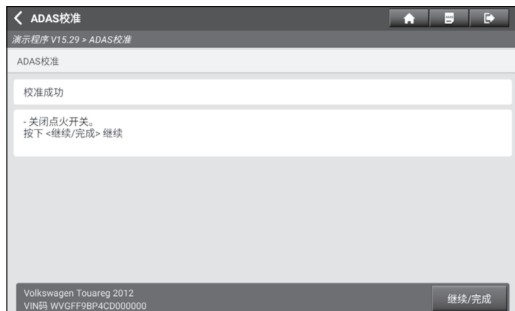 ADAS校准
演示程序 V15.29 > ADAS校准
ADAS校准
校准成功
- 关闭点火开关。
按下 <继续/完成> 继续
Volkswagen Touareg 2012
VIN码 WVGFF9BP4CD000000
继续/完成